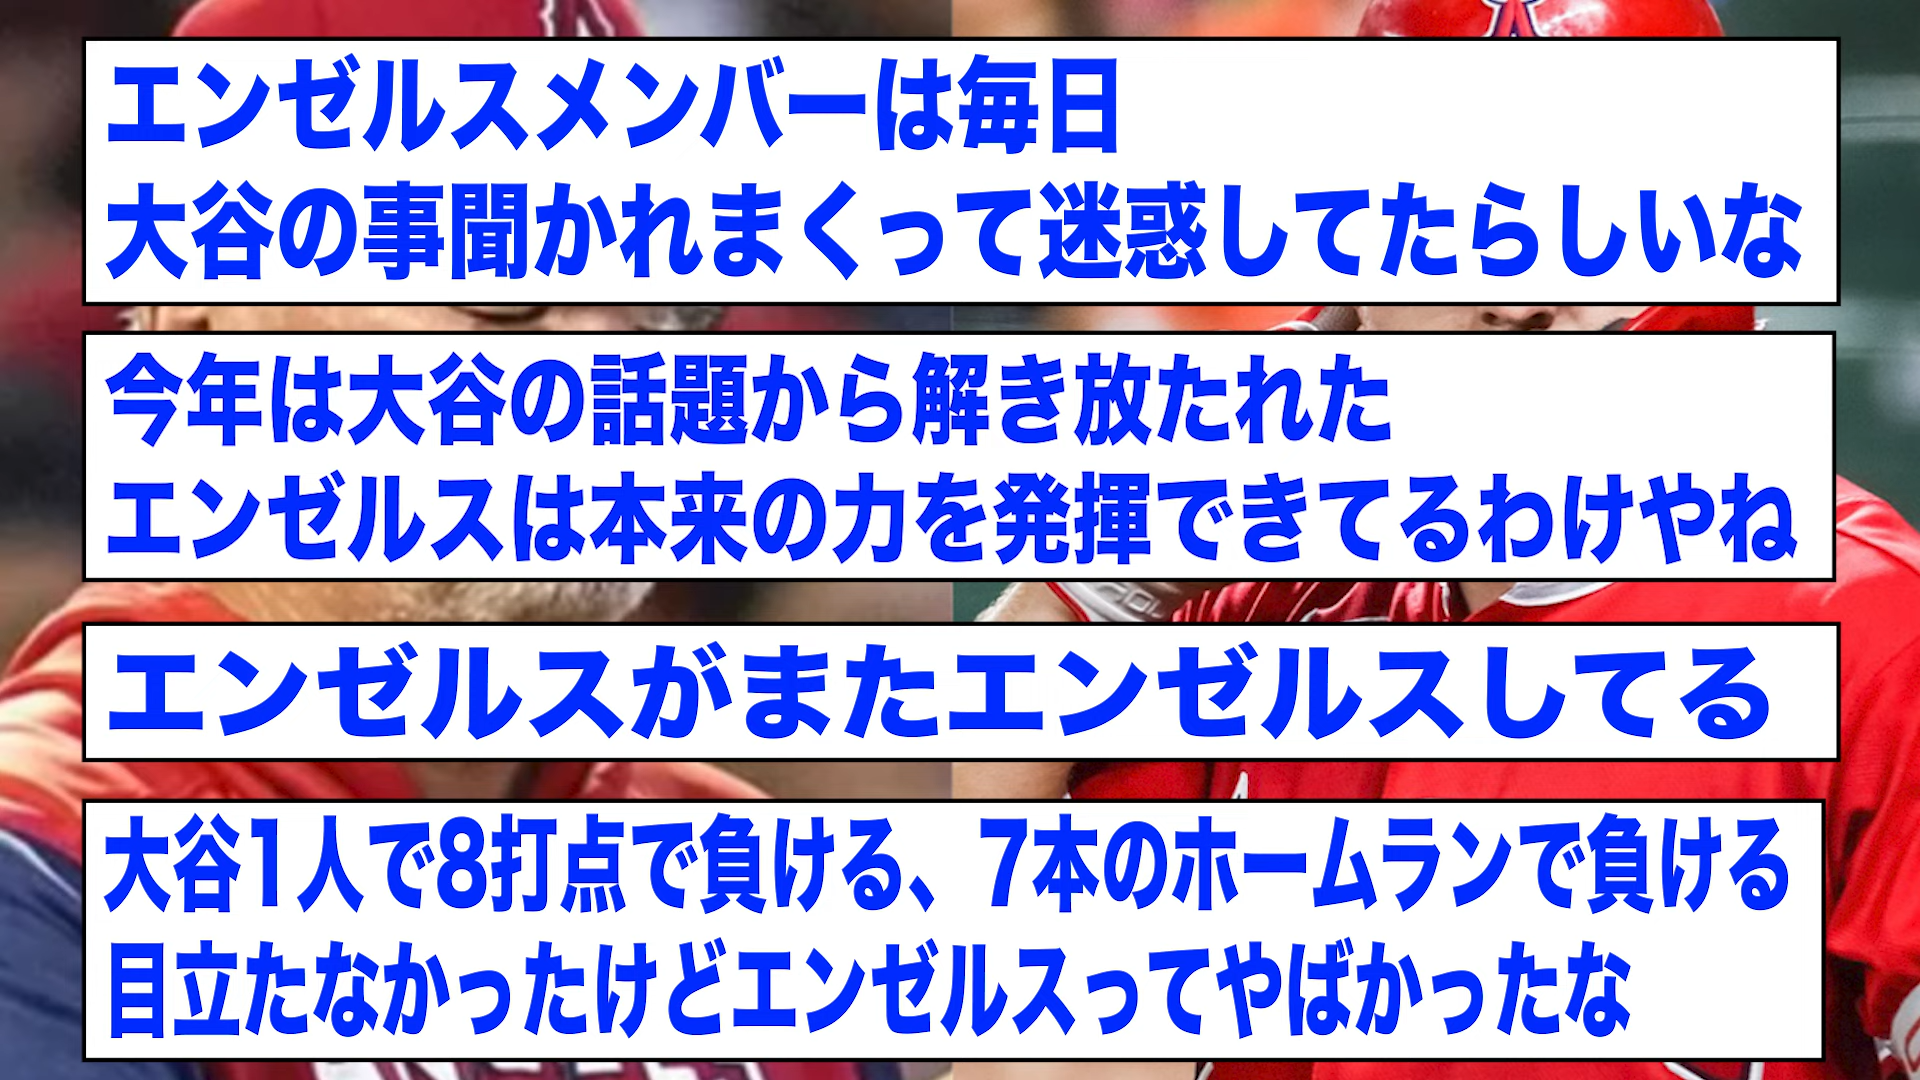 エンゼルスメンバーは毎日
大谷の事聞かれまくって迷惑してたらしいな
今年は大谷の話題から解き放たれた
エンゼルスは本来の力を発揮できてるわけやね
エンゼルスがまたエンゼルスしてる
大谷1人で8打点で負ける、7本のホームランで負ける
目立たなかったけどエンゼルスってやばかったな